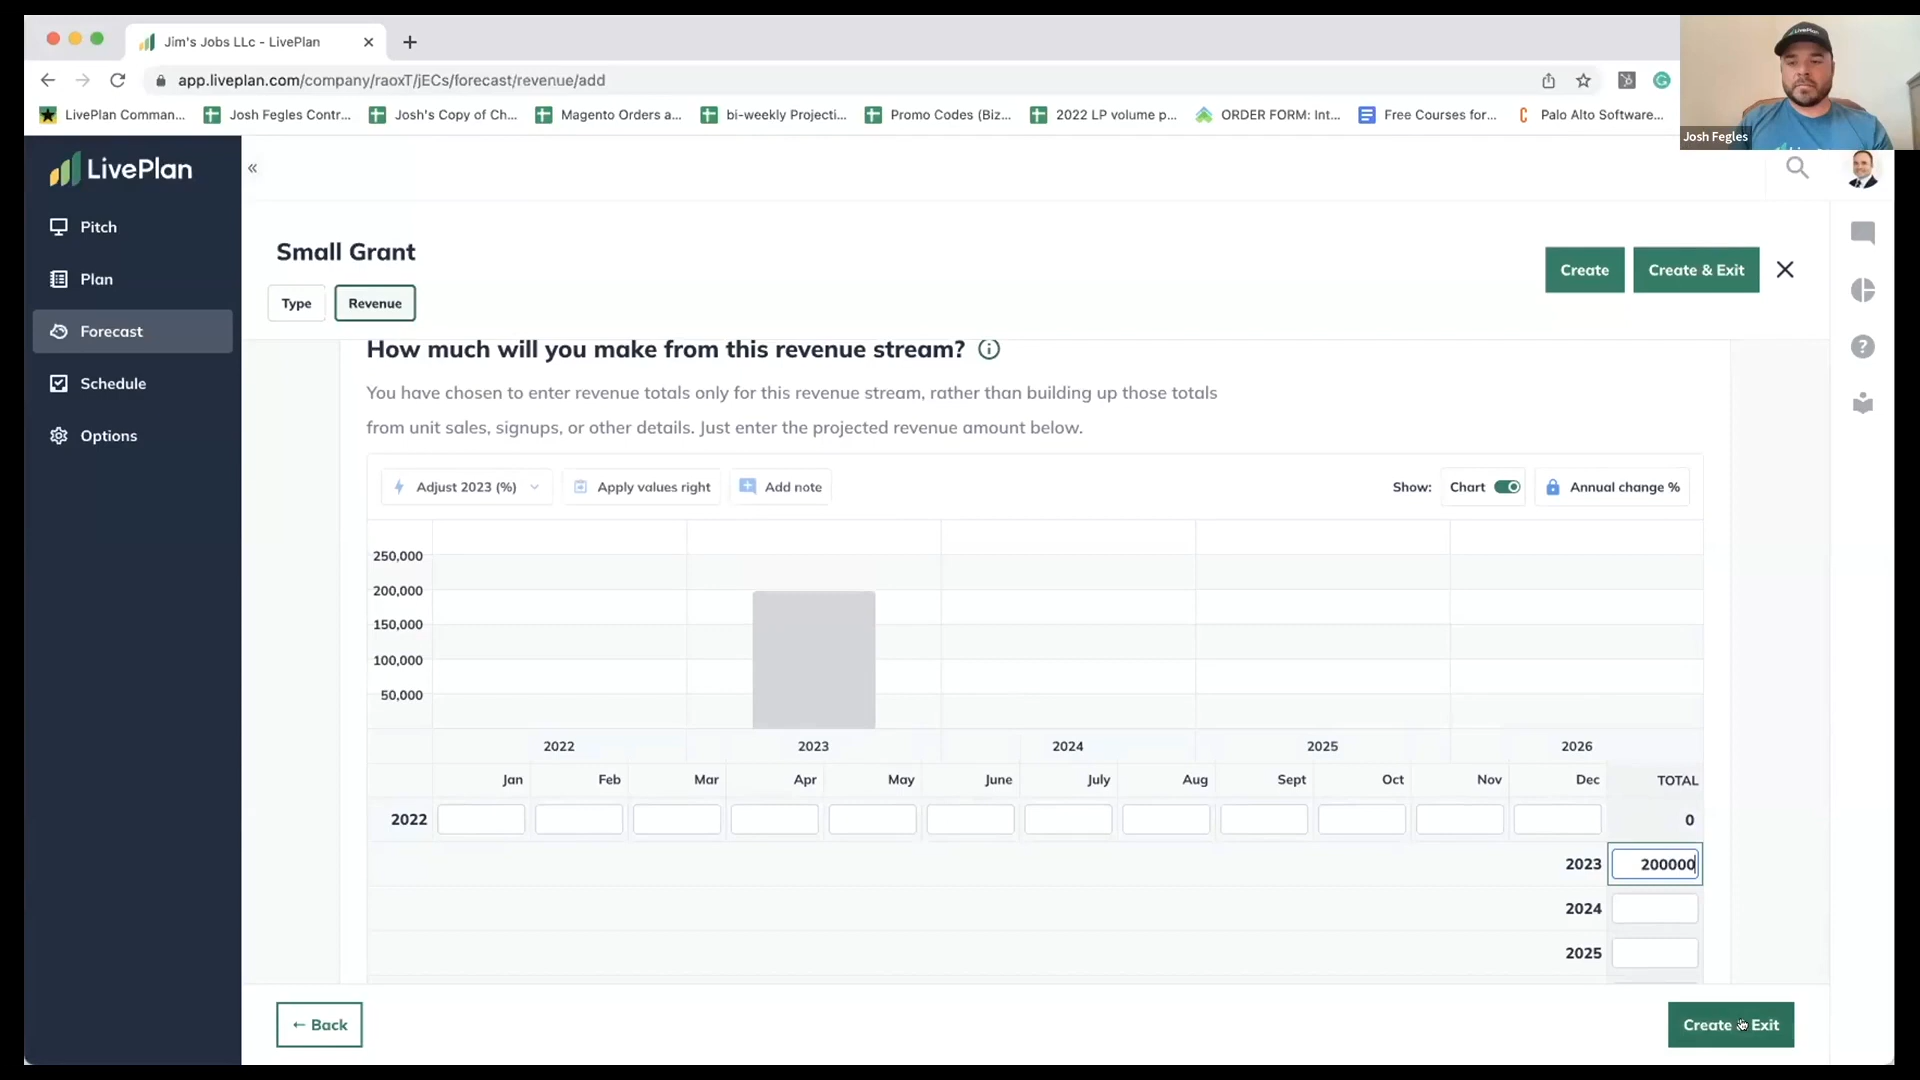 Jim's Jobs LLc - LivePlan
app.liveplan.com/company/raoxT/jECs/forecast/revenue/add
LivePlan Comman...
Josh Fegles Contr...
Josh's Copy of Ch...
Magento Orders a...
bi-weekly Projecti...
Promo Codes (Biz...
2022 LP volume p...
ORDER FORM: Int...
Free Courses for...
Palo Alto Software...
Josh Fegles
LivePlan
«
Pitch
Plan
Forecast
Schedule
Options
Small Grant
Create
Create & Exit
Type
Revenue
How much will you make from this revenue stream?
You have chosen to enter revenue totals only for this revenue stream, rather than building up those totals
from unit sales, signups, or other details. Just enter the projected revenue amount below.
Adjust 2023 (%)
Apply values right
Add note
Show:
Chart
Annual change %
250,000
200,000
150,000
100,000
50,000
2022 2023 2024 2025 2026
Jan Feb Mar Apr May June July Aug Sept Oct Nov Dec TOTAL
2022 0
2023 200000
2024
2025
← Back
Create & Exit